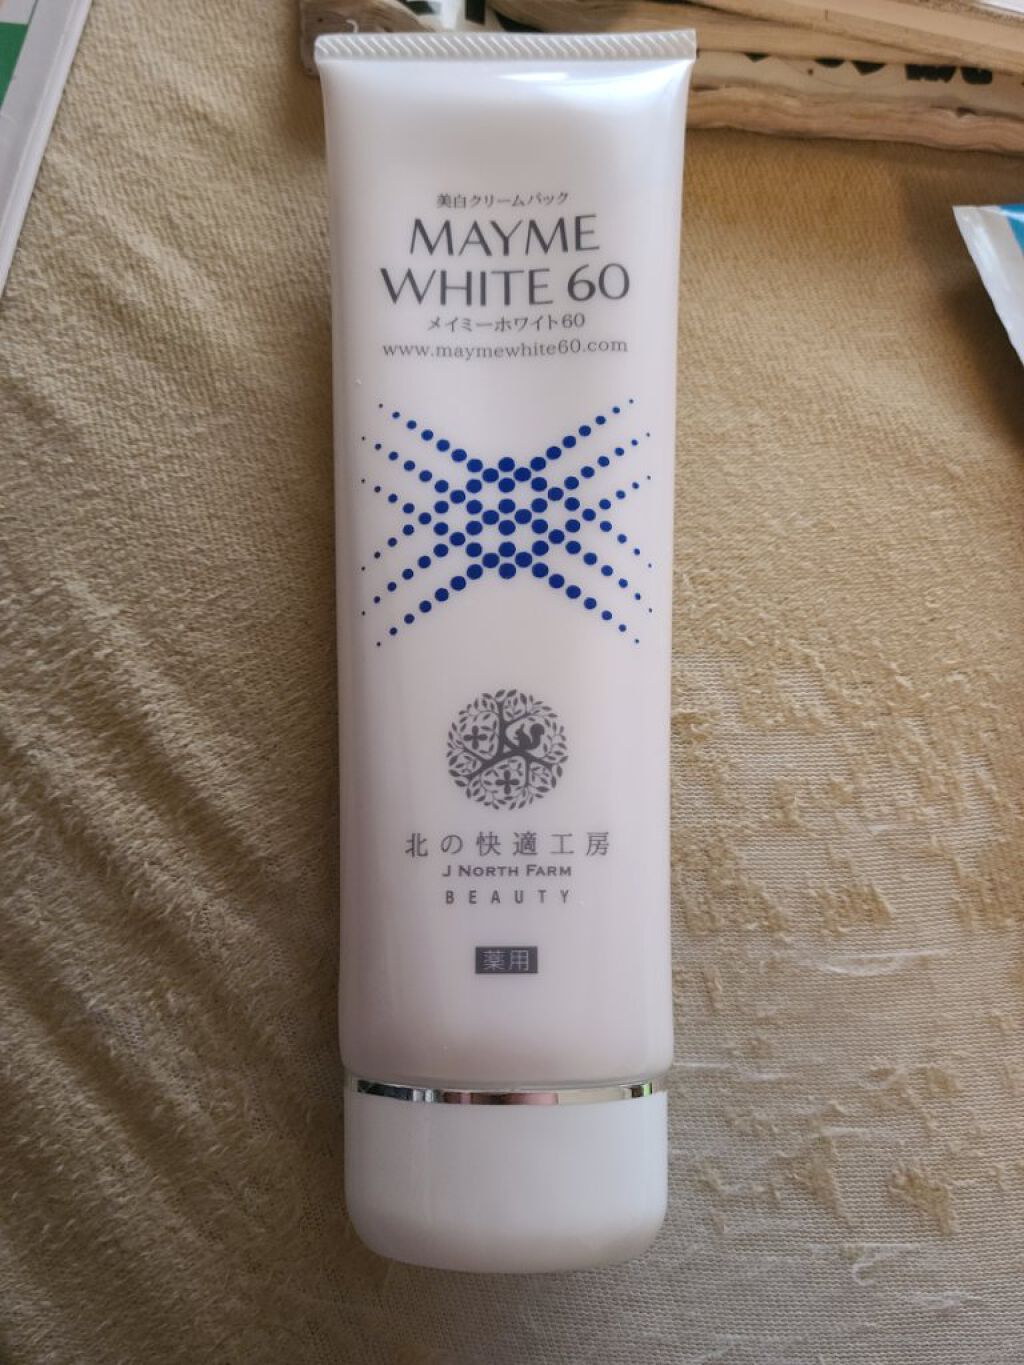 美白クリームパック
MAYME
WHITE 60
メイミーホワイト60
www.maymewhite60.com
北の快適工房
J NORTH FARM
BEAUTY
薬用